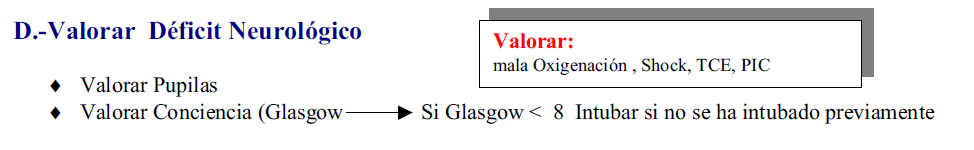 D.-Valorar Déficit Neurológico
Valorar:
mala Oxigenación , Shock, TCE, PIC
♦ Valorar Pupilas
♦ Valorar Conciencia (Glasgow → Si Glasgow < 8 Intubar si no se ha intubado previamente